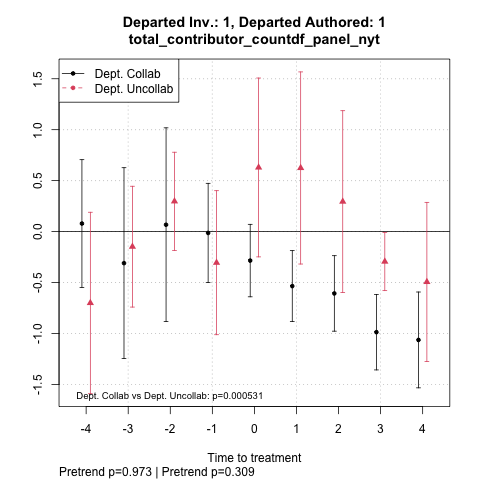 Departed Inv.: 1, Departed Authored: 1
total_contributor_countdf_panel_nyt
Dept. Collab
Dept. Uncollab
1.5
1.0
0.5
0.0
-0.5
-1.0
-1.5
Dept. Collab vs Dept. Uncollab: p=0.000531
-4 -3 -2 -1 0 1 2 3 4
Time to treatment
Pretrend p=0.973 | Pretrend p=0.309